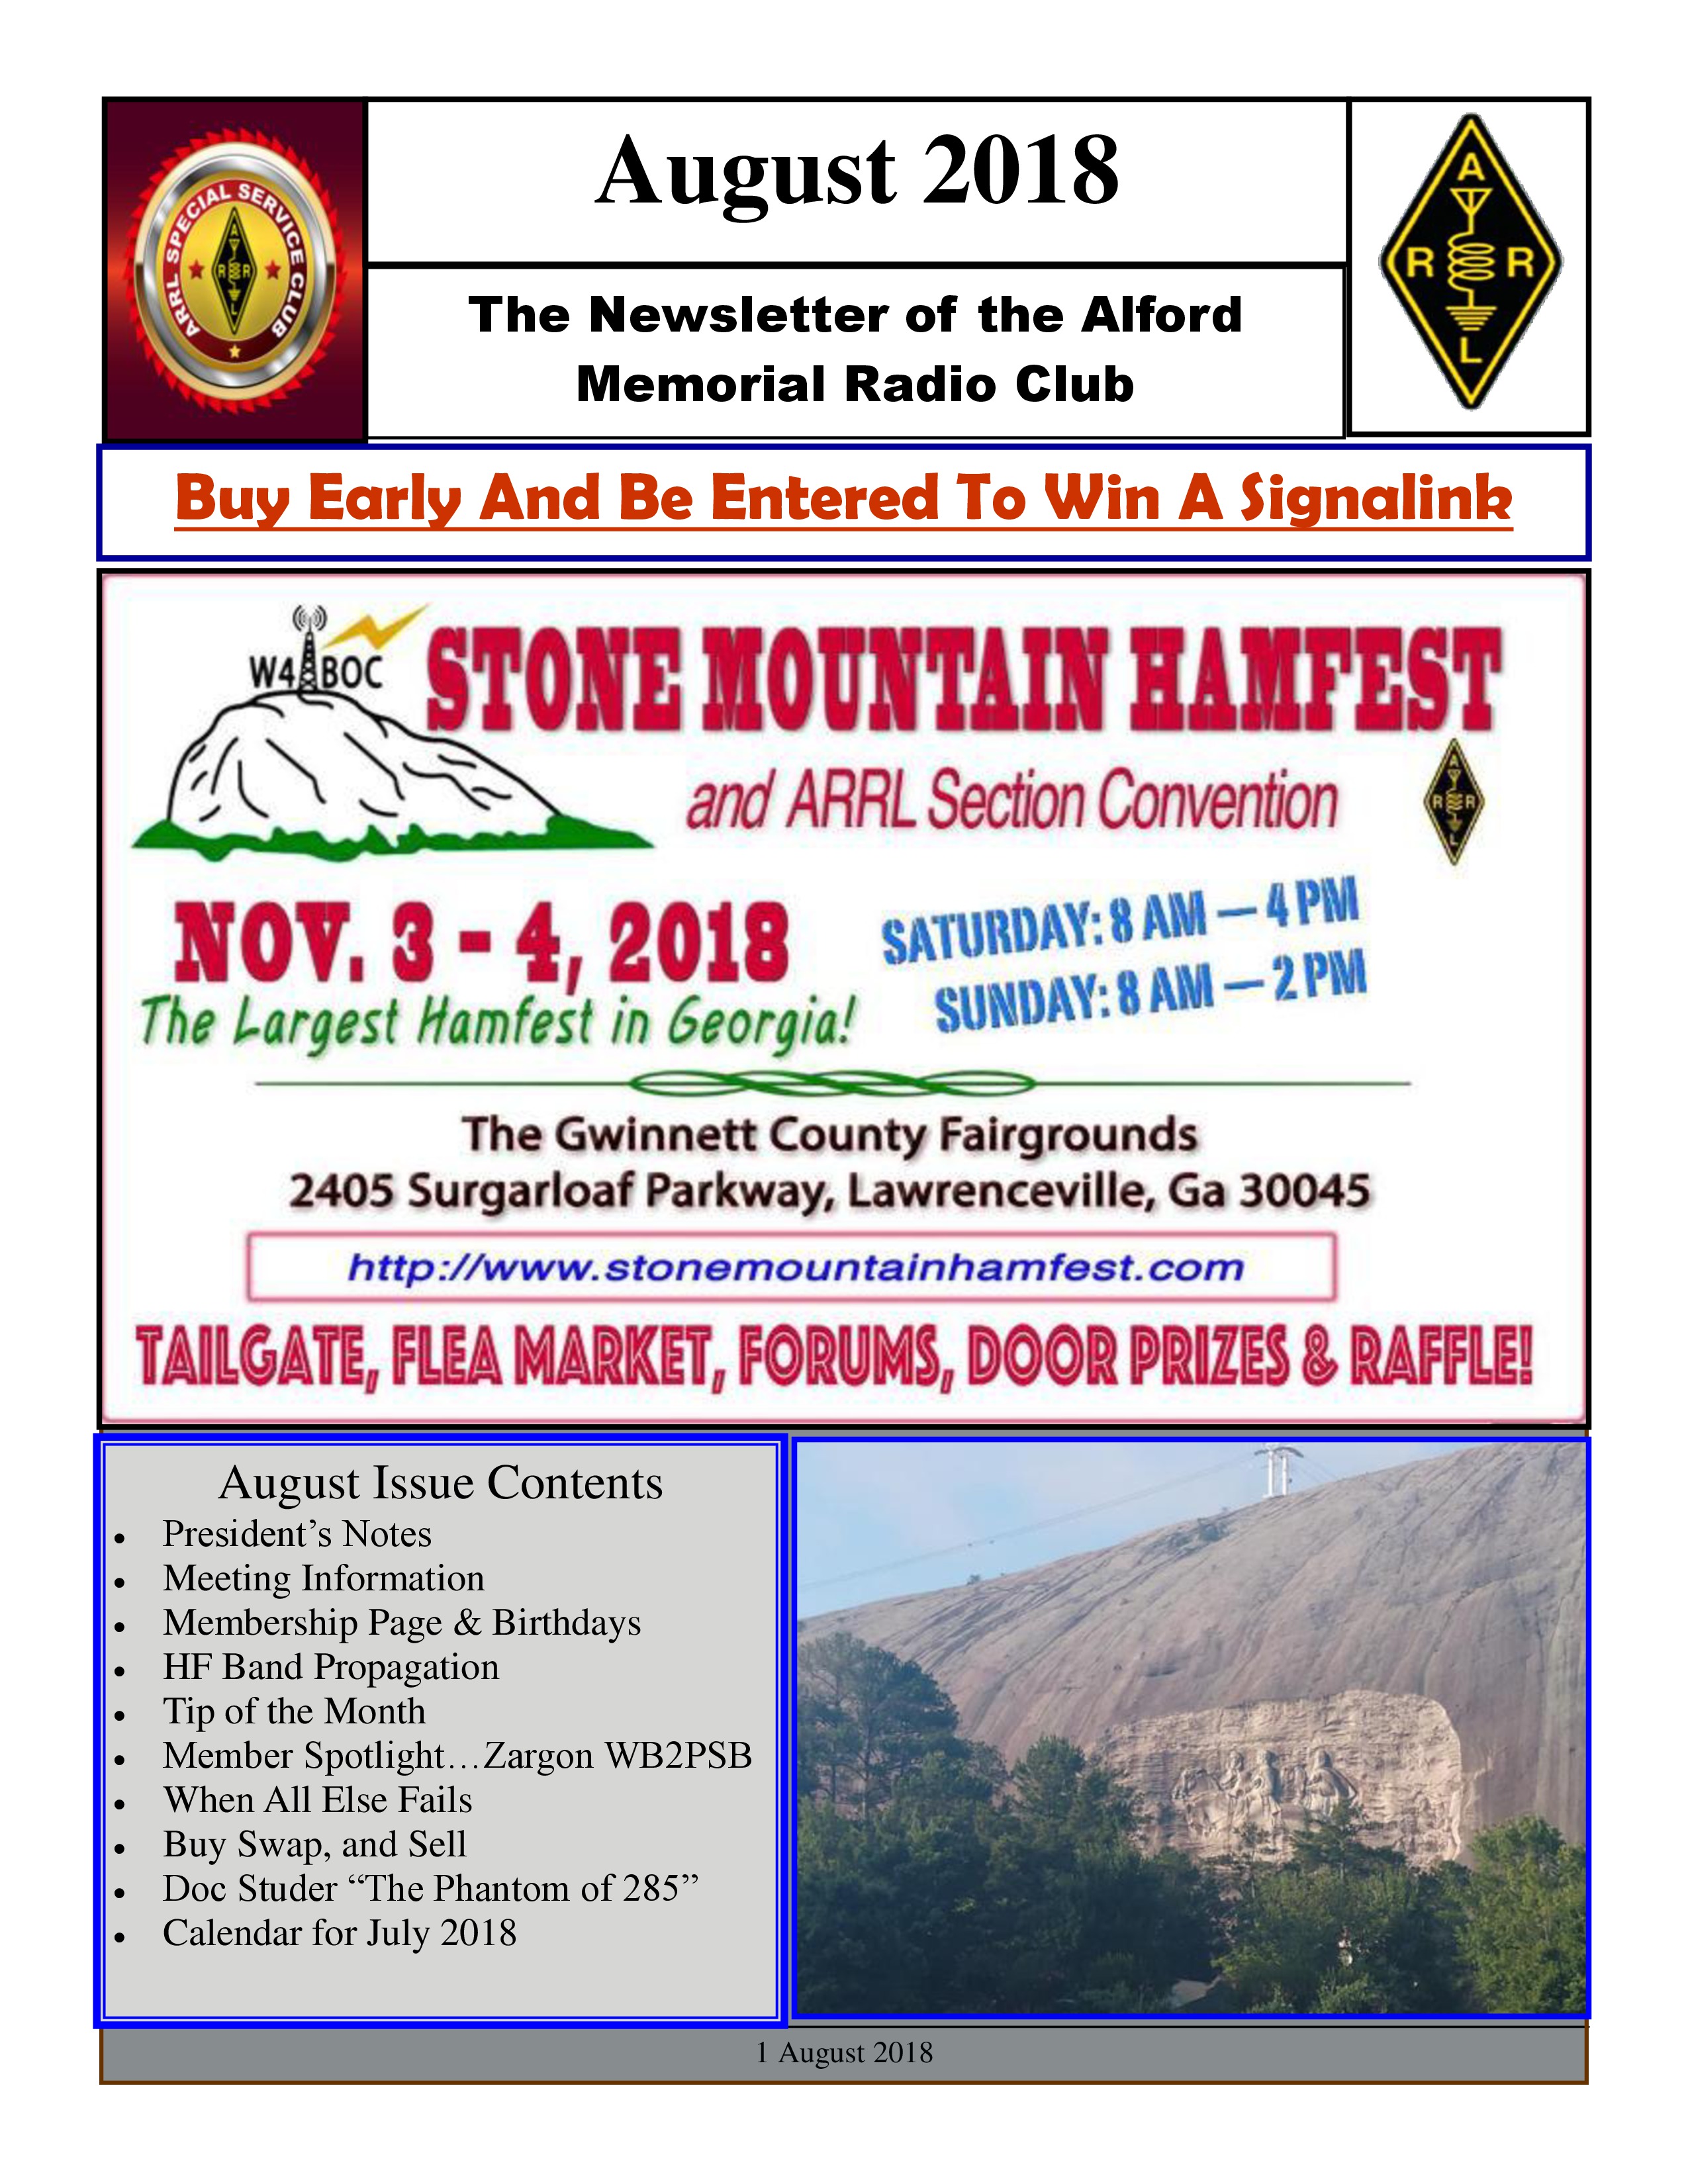 ARRL SPECIAL SERVICE CLUB
A
R R
L
August 2018
The Newsletter of the Alford
Memorial Radio Club
A
R R
L
Buy Early And Be Entered To Win A Signalink
W4BOC
STONE MOUNTAIN HAMFEST
and ARRL Section Convention
A
R R
L
NOV. 3 - 4, 2018
SATURDAY: 8 AM — 4 PM
SUNDAY: 8 AM — 2 PM
The Largest Hamfest in Georgia!
The Gwinnett County Fairgrounds
2405 Surgarloaf Parkway, Lawrenceville, Ga 30045
http://www.stonemountainhamfest.com
TAILGATE, FLEA MARKET, FORUMS, DOOR PRIZES & RAFFLE!
August Issue Contents
• President’s Notes
• Meeting Information
• Membership Page & Birthdays
• HF Band Propagation
• Tip of the Month
• Member Spotlight…Zargon WB2PSB
• When All Else Fails
• Buy Swap, and Sell
• Doc Studer “The Phantom of 285”
• Calendar for July 2018
1 August 2018